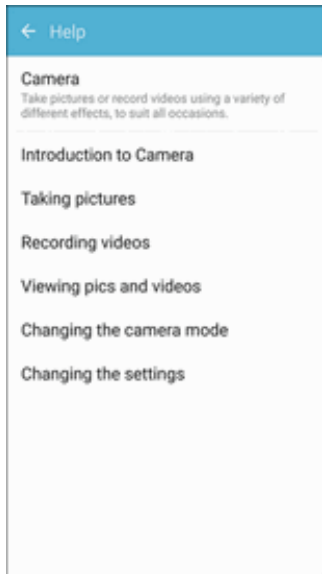 Help
Camera
Take pictures or record videos using a variety of
different effects, to suit all occasions.
Introduction to Camera
Taking pictures
Recording videos
Viewing pics and videos
Changing the camera mode
Changing the settings